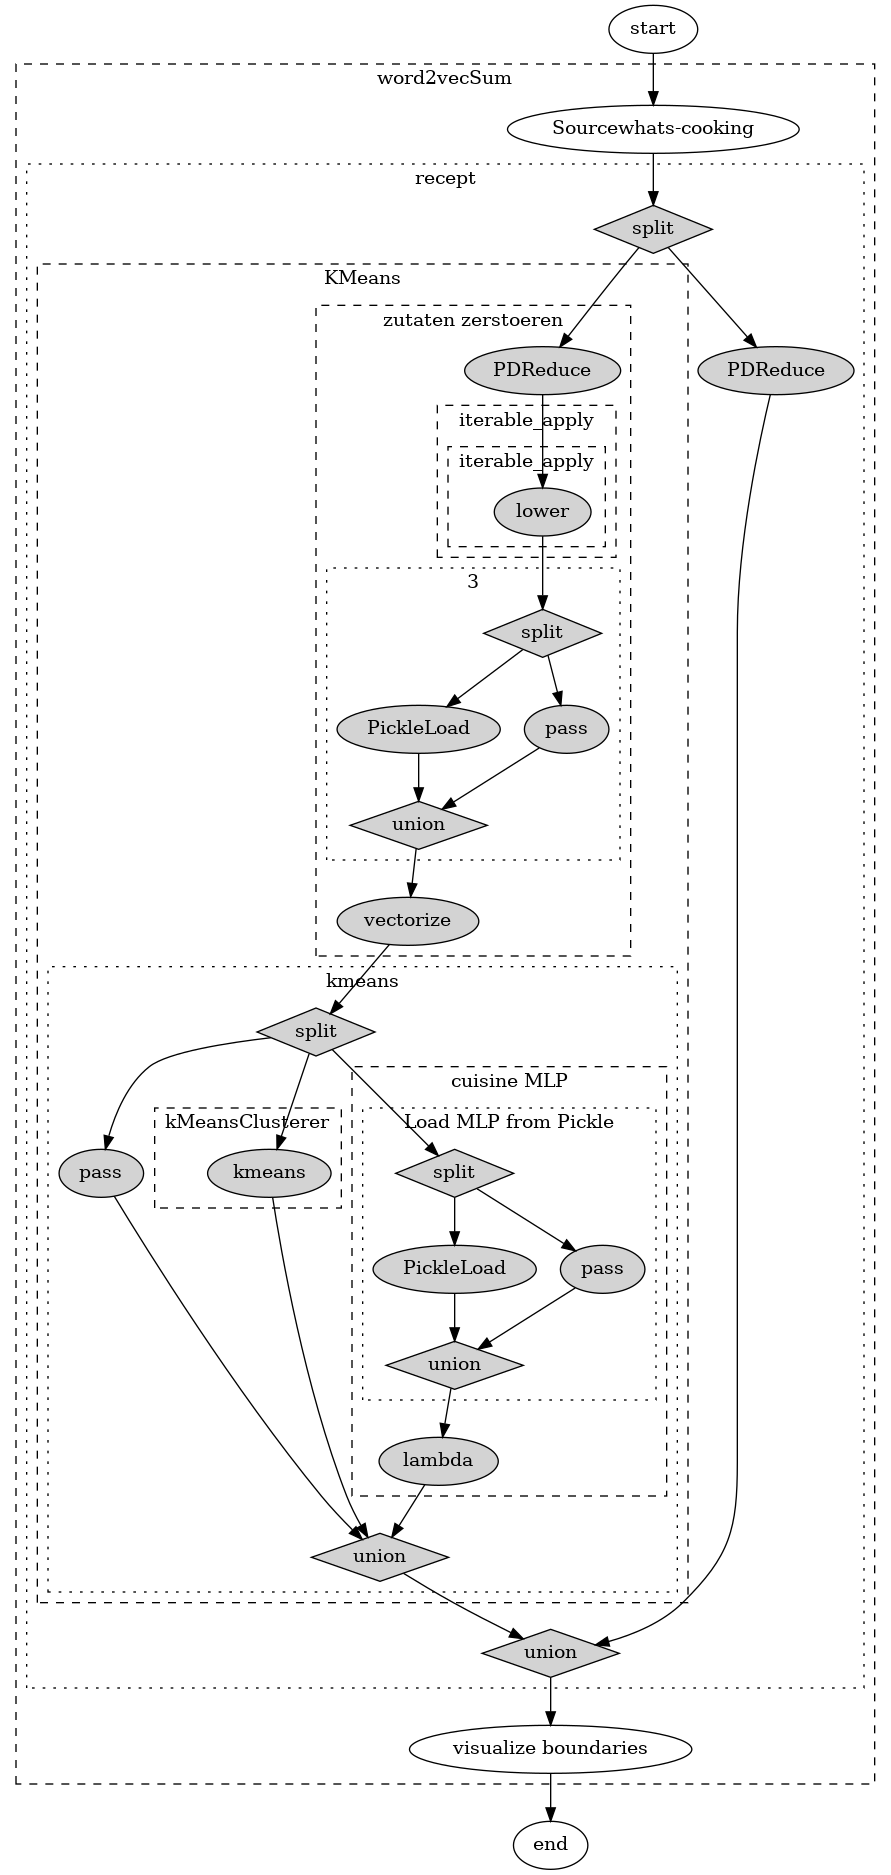 start
word2vecSum
Sourcewhats-cooking
recept
split
KMeans
zutaten zerstoeren
PDReduce
PDReduce
iterable_apply
iterable_apply
lower
3
split
PickleLoad
pass
union
vectorize
kmeans
split
cuisine MLP
kMeansClusterer
Load MLP from Pickle
pass
kmeans
split
PickleLoad
pass
union
lambda
union
union
visualize boundaries
end